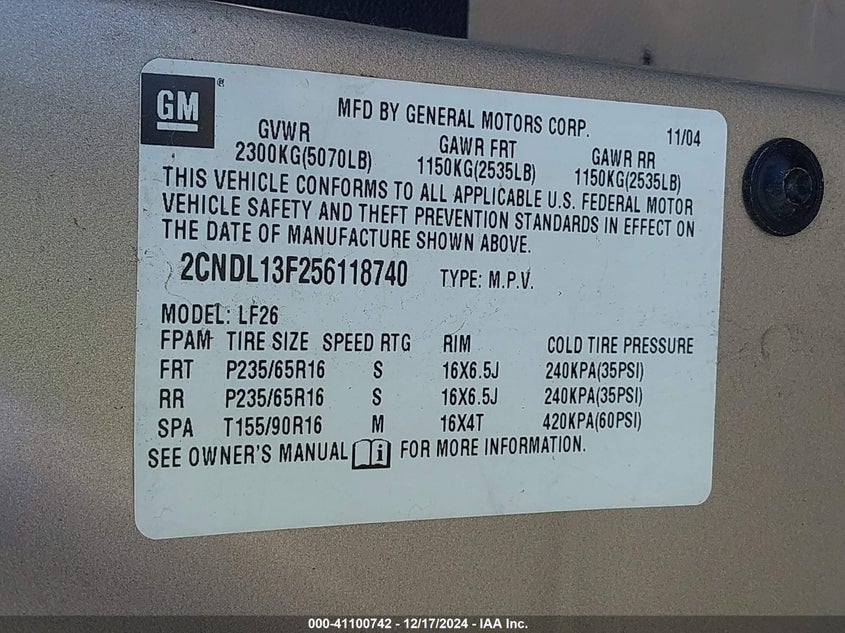 GM ®
MFD BY GENERAL MOTORS CORP. 11/04
GVWR GAWR FRT GAWR RR
2300KG(5070LB) 1150KG(2535LB) 1150KG(2535LB)
THIS VEHICLE CONFORMS TO ALL APPLICABLE U.S. FEDERAL MOTOR
VEHICLE SAFETY AND THEFT PREVENTION STANDARDS IN EFFECT ON
THE DATE OF MANUFACTURE SHOWN ABOVE.
2CNDL13F256118740 TYPE: M.P.V.
MODEL: LF26
FPAM TIRE SIZE SPEED RTG RIM COLD TIRE PRESSURE
FRT P235/65R16 S 16X6.5J 240KPA(35PSI)
RR P235/65R16 S 16X6.5J 240KPA(35PSI)
SPA T155/90R16 M 16X4T 420KPA(60PSI)
SEE OWNER'S MANUAL i FOR MORE INFORMATION.
000-41100742 - 12/17/2024 - IAA Inc.